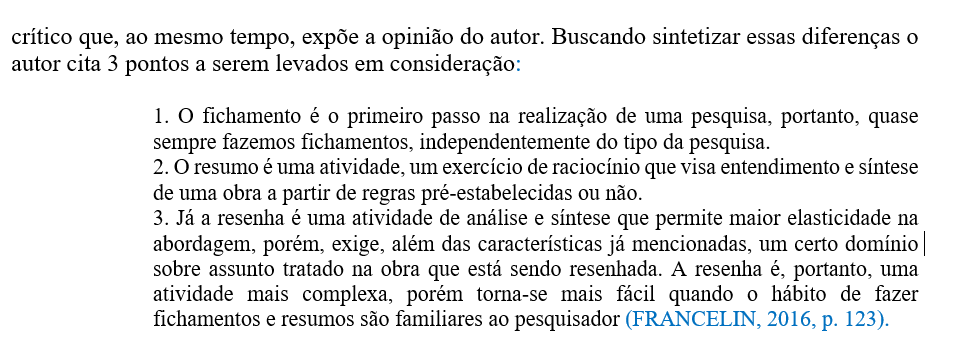 crítico que, ao mesmo tempo, expõe a opinião do autor. Buscando sintetizar essas diferenças o
autor cita 3 pontos a serem levados em consideração:
1. O fichamento é o primeiro passo na realização de uma pesquisa, portanto, quase
sempre fazemos fichamentos, independentemente do tipo da pesquisa.
2. O resumo é uma atividade, um exercício de raciocínio que visa entendimento e síntese
de uma obra a partir de regras pré-estabelecidas ou não.
3. Já a resenha é uma atividade de análise e síntese que permite maior elasticidade na
abordagem, porém, exige, além das características já mencionadas, um certo domínio
sobre assunto tratado na obra que está sendo resenhada. A resenha é, portanto, uma
atividade mais complexa, porém torna-se mais fácil quando o hábito de fazer
fichamentos e resumos são familiares ao pesquisador (FRANCELIN, 2016, p. 123).